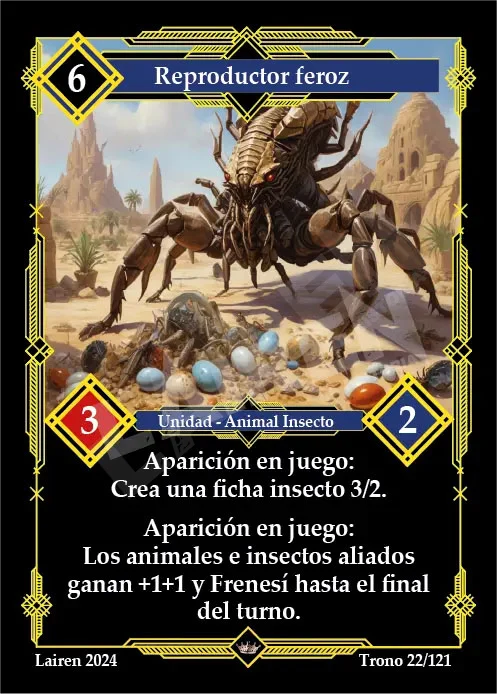 6
Reproductor feroz
3
Unidad - Animal Insecto
2
Aparición en juego:
Crea una ficha insecto 3/2.
Aparición en juego:
Los animales e insectos aliados
ganan +1+1 y Frenesí hasta el final
del turno.
Lairen 2024
Trono 22/121